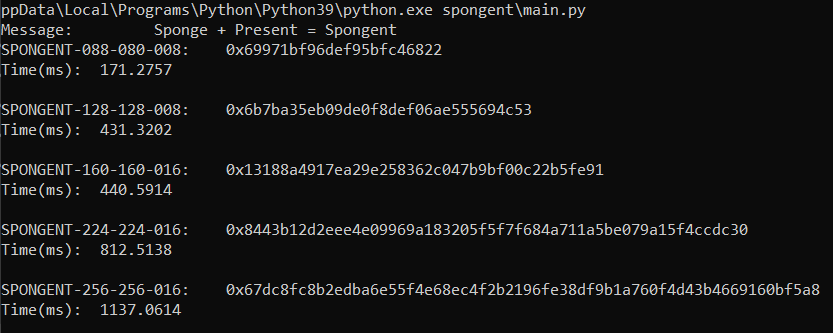 ppData\Local\Programs\Python\Python39\python.exe spongent\main.py
Message:        Sponge + Present = Spongent
SPONGENT-088-080-008:    0x69971bf96def95bfc46822
Time(ms):  171.2757

SPONGENT-128-128-008:    0x6b7ba35eb09de0f8def06ae555694c53
Time(ms):  431.3202

SPONGENT-160-160-016:    0x13188a4917ea29e258362c047b9bf00c22b5fe91
Time(ms):  440.5914

SPONGENT-224-224-016:    0x8443b12d2eee4e09969a183205f5f7f684a711a5be079a15f4ccdc30
Time(ms):  812.5138

SPONGENT-256-256-016:    0x67dc8fc8b2edba6e55f4e68ec4f2b2196fe38df9b1a760f4d43b4669160bf5a8
Time(ms):  1137.0614